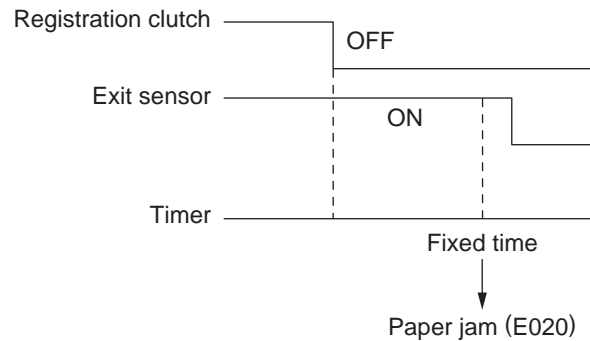 Registration clutch
OFF
Exit sensor
ON
Timer
Fixed time
Paper jam (E020)